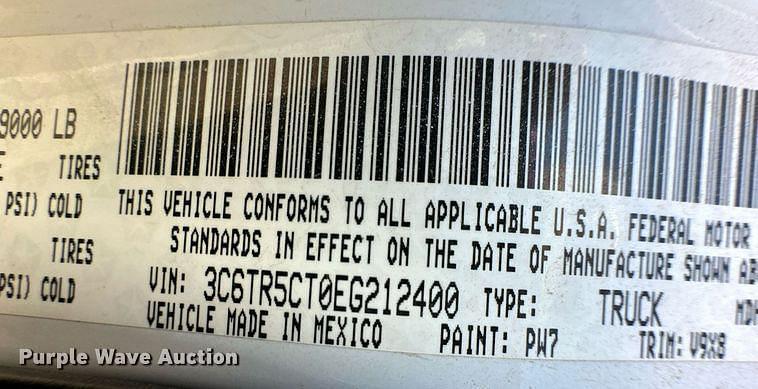 9000 LB
TIRES
PSI) COLD
THIS VEHICLE CONFORMS TO ALL APPLICABLE U.S.A. FEDERAL MOTOR
STANDARDS IN EFFECT ON THE DATE OF MANUFACTURE SHOWN AB
TIRES
PSI) COLD
VIN: 3C6TR5CT0EG212400 TYPE: TRUCK MDH
VEHICLE MADE IN MEXICO PAINT: PW7 TRIM: V9X8
Purple Wave Auction